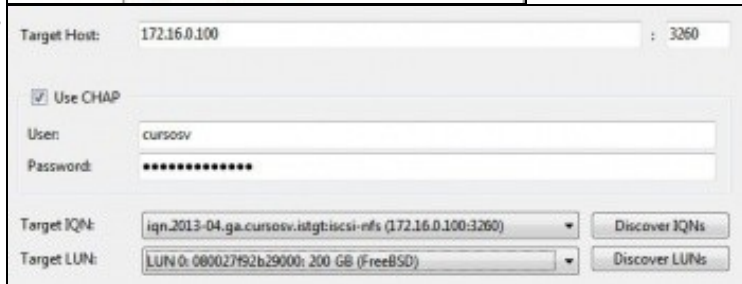 Target Host: 172.16.0.100 : 3260
Use CHAP
User: cursosv
Password: •••••••••••••
Target IQN: iqn.2013-04.ga.cursosv.istgt:iscsi-nfs (172.16.0.100:3260) Discover IQNs
Target LUN: LUN 0: 080027f92b29000: 200 GB (FreeBSD) Discover LUNs